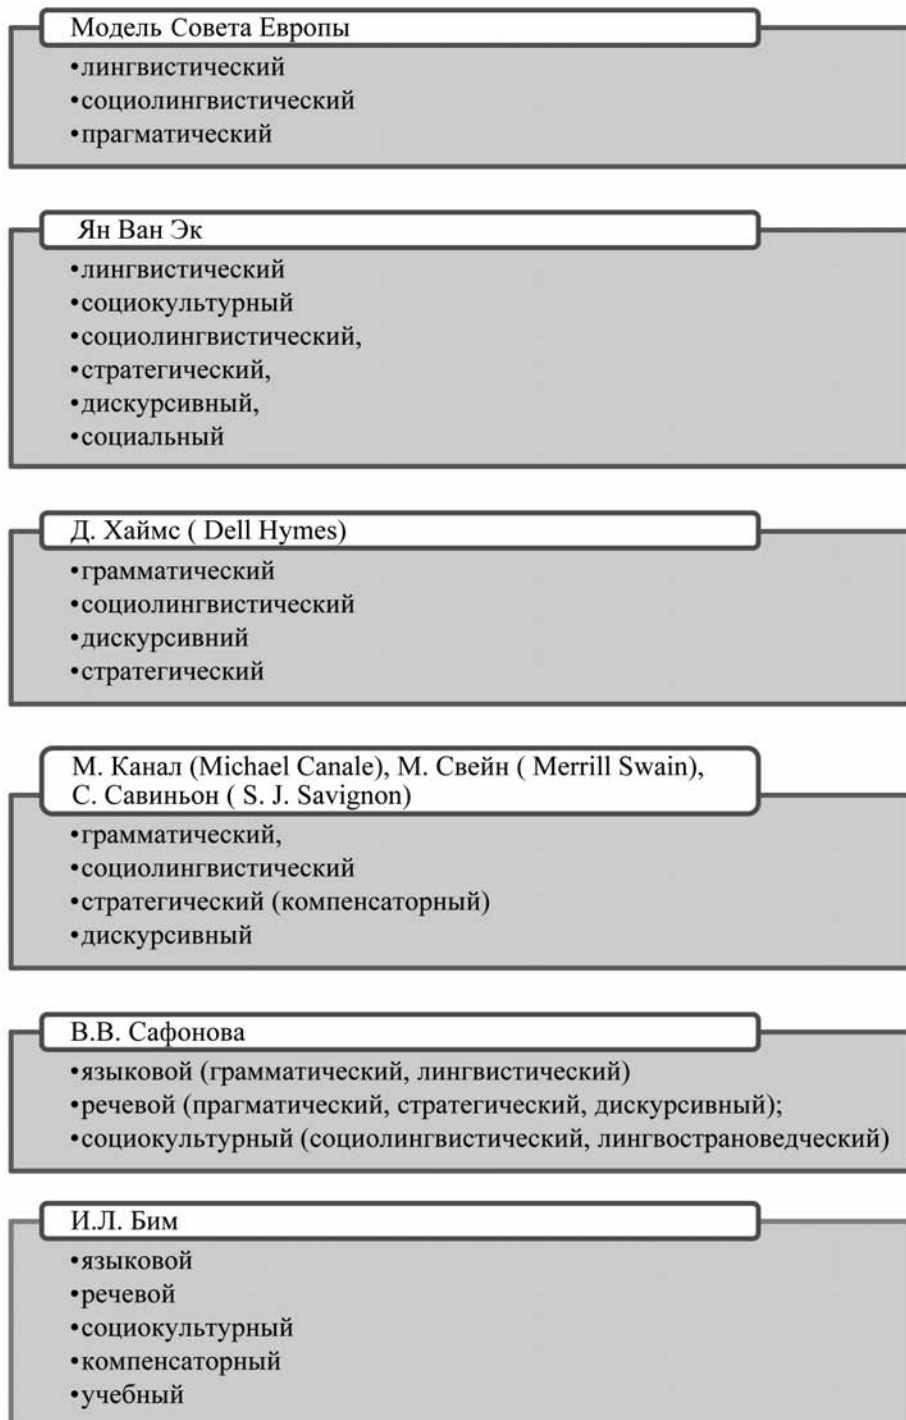 Модель Совета Европы
•лингвистический
•социолингвистический
•прагматический
Ян Ван Эк
•лингвистический
•социокультурный
•социолингвистический,
•стратегический,
•дискурсивный,
•социальный
Д. Хаймс ( Dell Hymes)
•грамматический
•социолингвистический
•дискурсивний
•стратегический
М. Канал (Michael Canale), М. Свейн ( Merrill Swain),
С. Савиньон ( S. J. Savignon)
•грамматический,
•социолингвистический
•стратегический (компенсаторный)
•дискурсивный
В.В. Сафонова
•языковой (грамматический, лингвистический)
•речевой (прагматический, стратегический, дискурсивный);
•социокультурный (социолингвистический, лингвострановедческий)
И.Л. Бим
•языковой
•речевой
•социокультурный
•компенсаторный
•учебный